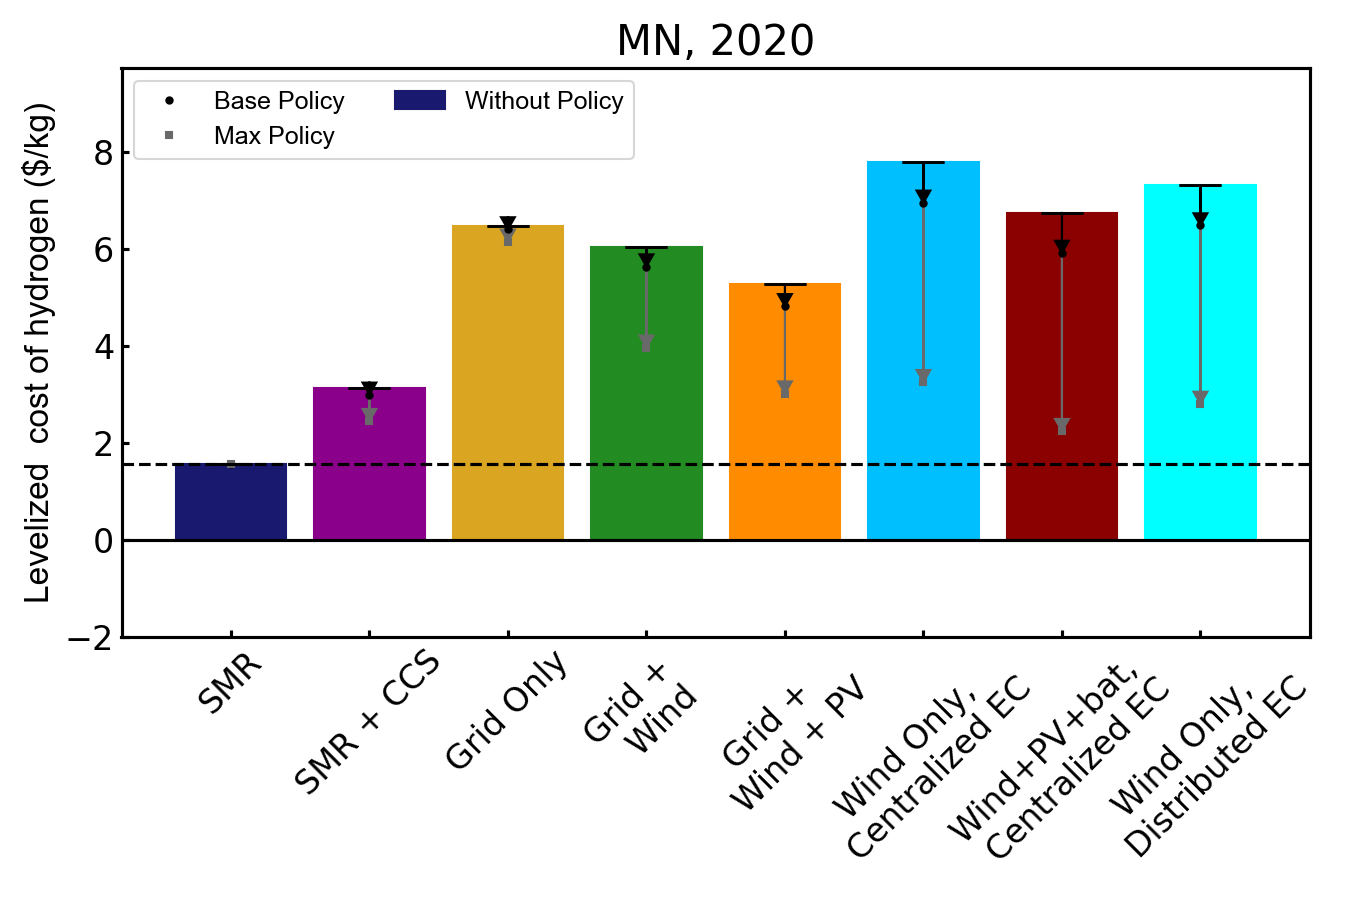 MN, 2020
Base Policy
Max Policy
Without Policy
Levelized  cost of hydrogen ($/kg)
8
6
4
2
0
−2
SMR
SMR + CCS
Grid Only
Grid +
Wind
Grid +
Wind + PV
Wind Only,
Centralized EC
Wind+PV+bat,
Centralized EC
Wind Only,
Distributed EC